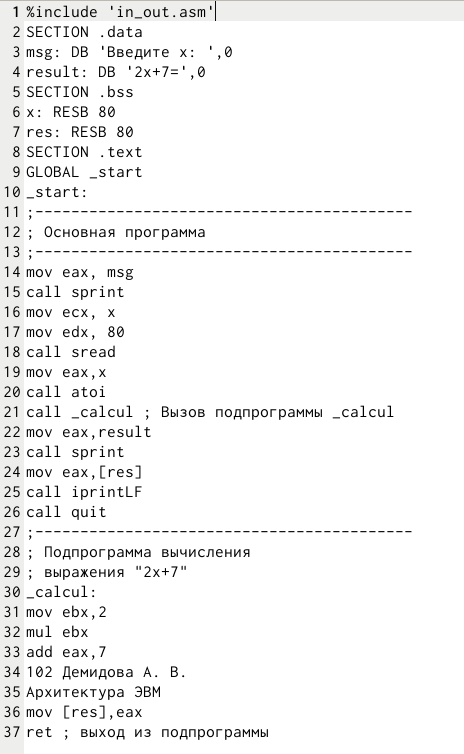 1 %include 'in_out.asm'
2 SECTION .data
3 msg: DB 'Введите x: ',0
4 result: DB '2x+7=',0
5 SECTION .bss
6 x: RESB 80
7 res: RESB 80
8 SECTION .text
9 GLOBAL _start
10 _start:
11 ;------------------------------------------
12 ; Основная программа
13 ;------------------------------------------
14 mov eax, msg
15 call sprint
16 mov ecx, x
17 mov edx, 80
18 call sread
19 mov eax,x
20 call atoi
21 call _calcul ; Вызов подпрограммы _calcul
22 mov eax,result
23 call sprint
24 mov eax,[res]
25 call iprintLF
26 call quit
27 ;------------------------------------------
28 ; Подпрограмма вычисления
29 ; выражения "2x+7"
30 _calcul:
31 mov ebx,2
32 mul ebx
33 add eax,7
34 102 Демидова А. В.
35 Архитектура ЭВМ
36 mov [res],eax
37 ret ; выход из подпрограммы